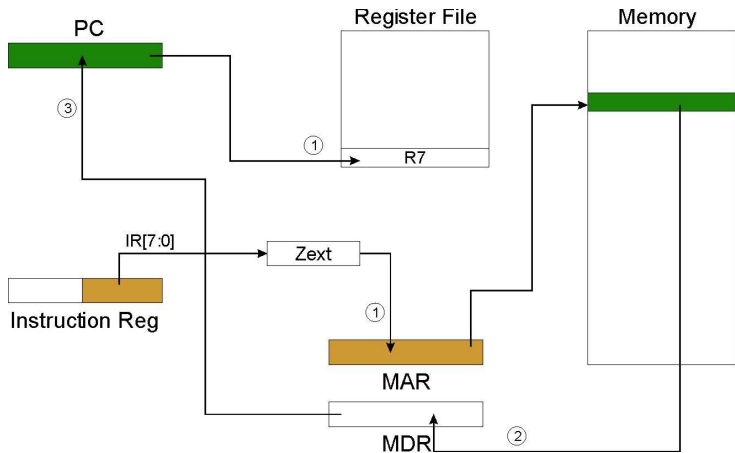 PC
Register File
Memory
3
1
R7
IR[7:0]
Zext
Instruction Reg
1
MAR
MDR
2